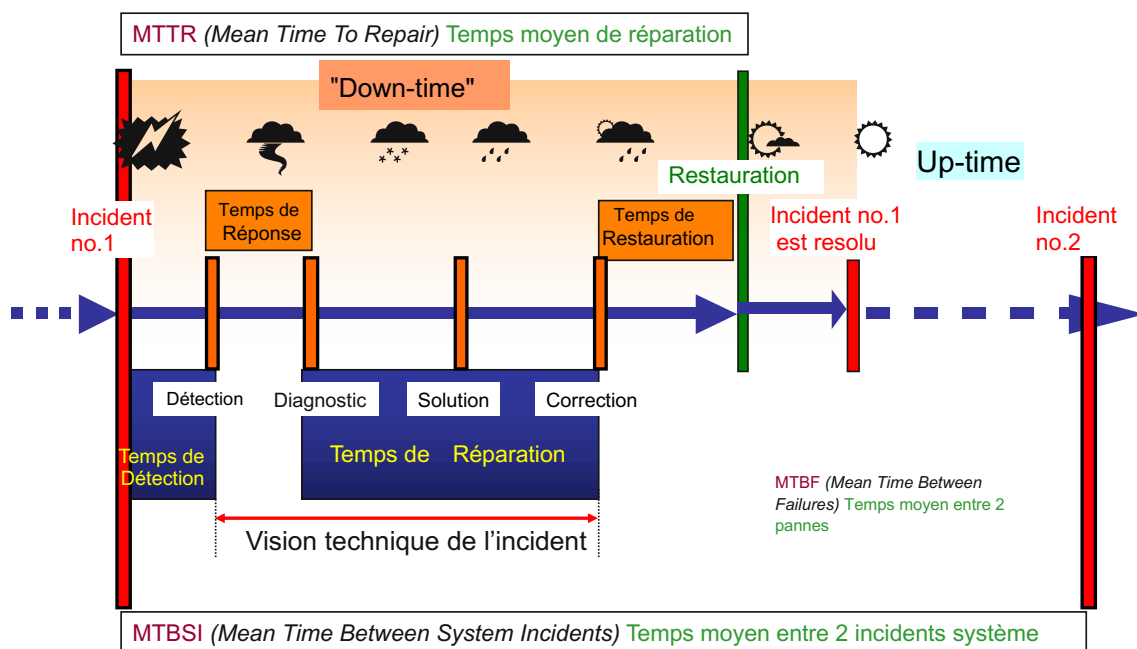 MTTR (Mean Time To Repair) Temps moyen de réparation
"Down-time"
Up-time
Restauration
Incident
no.1
Temps de
Réponse
Temps de
Restauration
Incident no.1
est resolu
Incident
no.2
Détection
Diagnostic
Solution
Correction
Temps de
Détection
Temps de Réparation
MTBF (Mean Time Between
Failures) Temps moyen entre 2
pannes
Vision technique de l’incident
MTBSI (Mean Time Between System Incidents) Temps moyen entre 2 incidents système